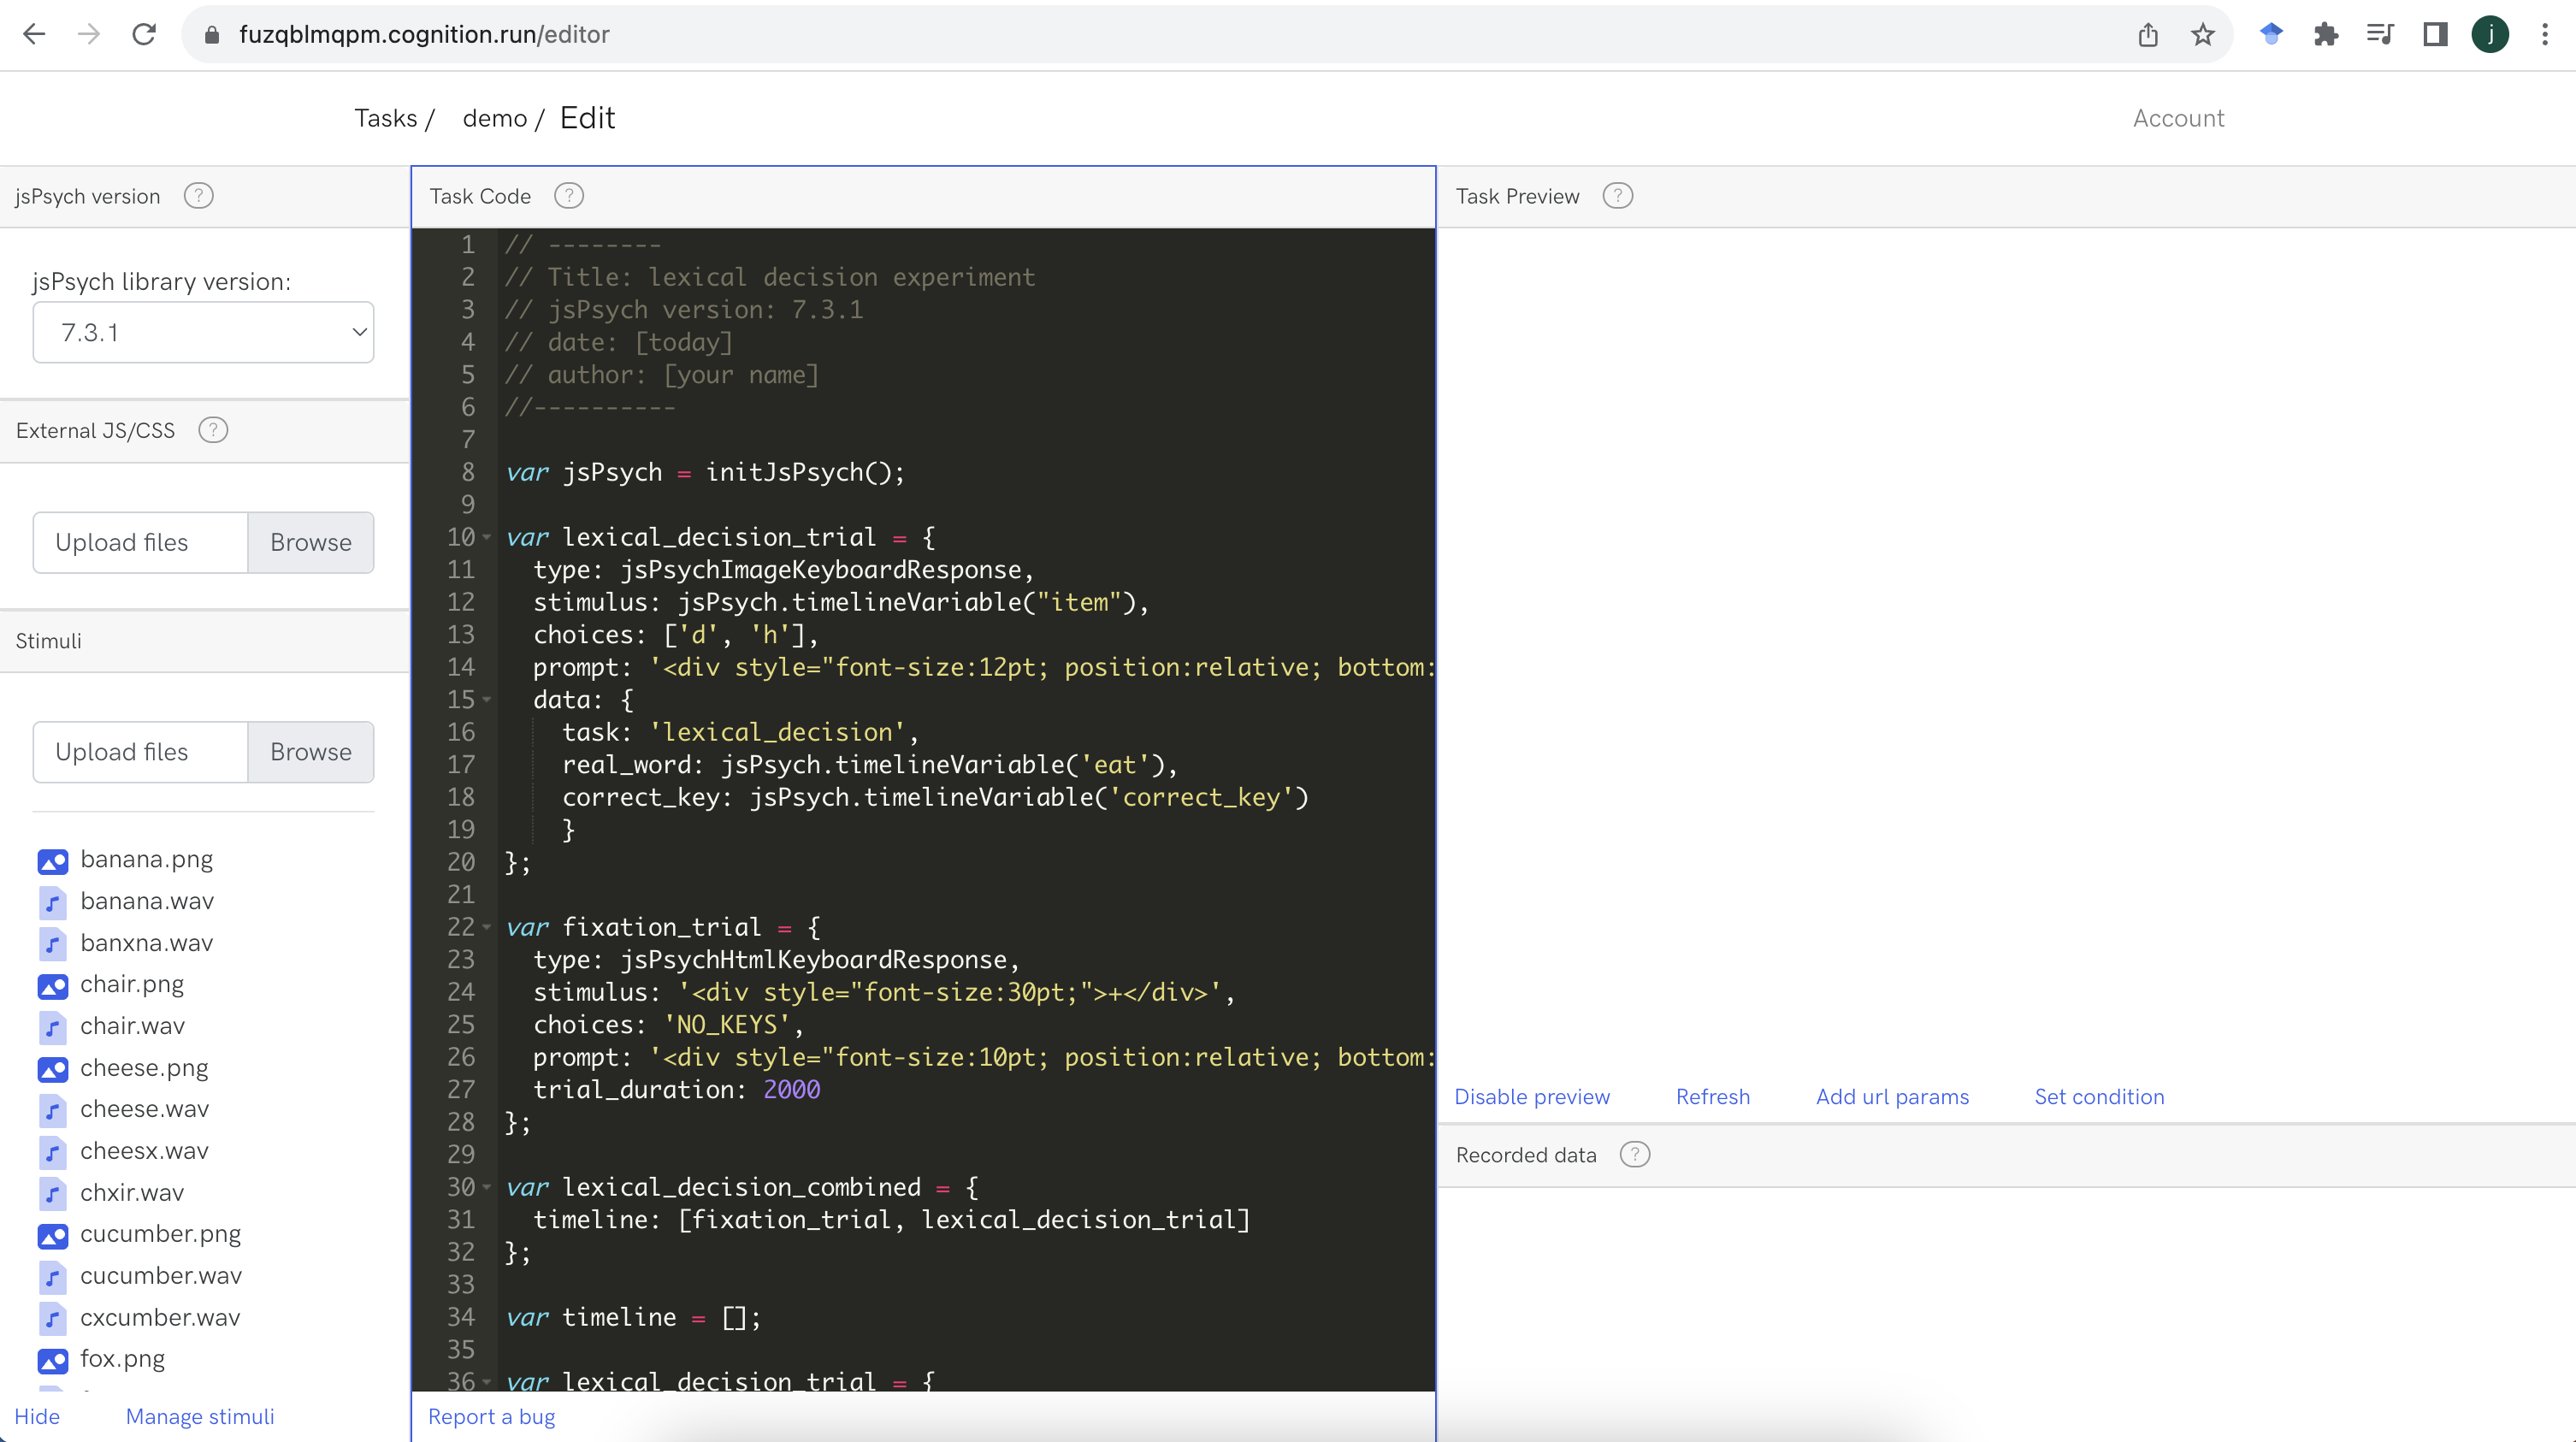 fuzqblmqpm.cognition.run/editor
j
Tasks / demo / Edit
Account
jsPsych version ?
jsPsych library version:
7.3.1
External JS/CSS ?
Upload files Browse
Stimuli
Upload files Browse
banana.png
banana.wav
banxna.wav
chair.png
chair.wav
cheese.png
cheese.wav
cheesx.wav
chxir.wav
cucumber.png
cucumber.wav
cxcumber.wav
fox.png
Hide Manage stimuli
Task Code ?
1 // --------
2 // Title: lexical decision experiment
3 // jsPsych version: 7.3.1
4 // date: [today]
5 // author: [your name]
6 //----------
7
8 var jsPsych = initJsPsych();
9
10 var lexical_decision_trial = {
11 type: jsPsychImageKeyboardResponse,
12 stimulus: jsPsych.timelineVariable("item"),
13 choices: ['d', 'h'],
14 prompt: '<div style="font-size:12pt; position:relative; bottom:
15 data: {
16 task: 'lexical_decision',
17 real_word: jsPsych.timelineVariable('eat'),
18 correct_key: jsPsych.timelineVariable('correct_key')
19 }
20 };
21
22 var fixation_trial = {
23 type: jsPsychHtmlKeyboardResponse,
24 stimulus: '<div style="font-size:30pt;">+</div>',
25 choices: 'NO_KEYS',
26 prompt: '<div style="font-size:10pt; position:relative; bottom:
27 trial_duration: 2000
28 };
29
30 var lexical_decision_combined = {
31 timeline: [fixation_trial, lexical_decision_trial]
32 };
33
34 var timeline = [];
35
36 var lexical_decision_trial = {
Report a bug
Task Preview ?
Disable preview Refresh Add url params Set condition
Recorded data ?